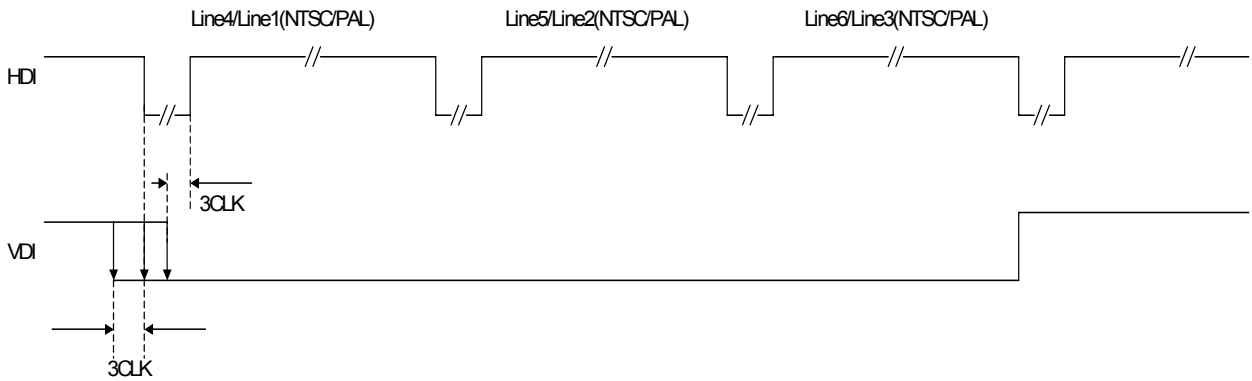 Line4/Line1(NTSC/PAL) Line5/Line2(NTSC/PAL) Line6/Line3(NTSC/PAL)
HDI
3CLK
VDI
3CLK